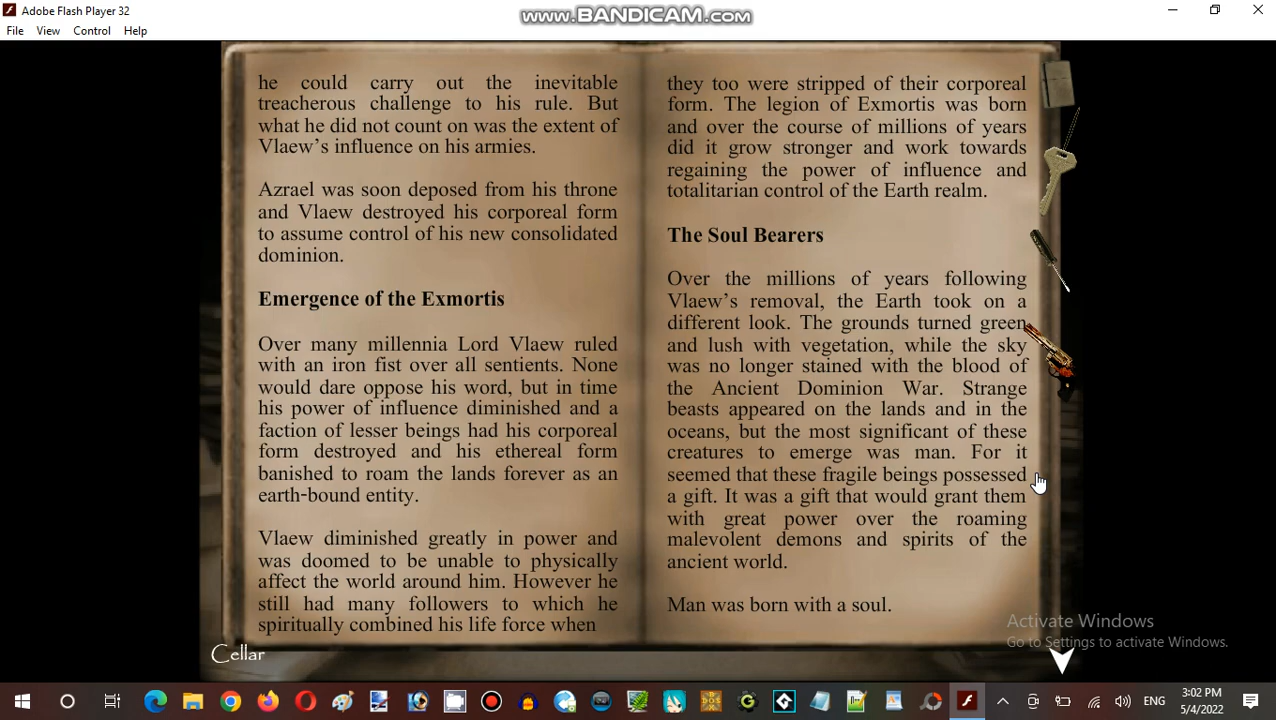 Adobe Flash Player 32
www.BANDICAM.com
File View Control Help
he could carry out the inevitable
treacherous challenge to his rule. But
what he did not count on was the extent of
Vlaew's influence on his armies.
Azrael was soon deposed from his throne
and Vlaew destroyed his corporeal form
to assume control of his new consolidated
dominion.
Emergence of the Exmortis
Over many millennia Lord Vlaew ruled
with an iron fist over all sentients. None
would dare oppose his word, but in time
his power of influence diminished and a
faction of lesser beings had his corporeal
form destroyed and his ethereal form
banished to roam the lands forever as an
earth-bound entity.
Vlaew diminished greatly in power and
was doomed to be unable to physically
affect the world around him. However he
still had many followers to which he
spiritually combined his life force when
they too were stripped of their corporeal
form. The legion of Exmortis was born
and over the course of millions of years
did it grow stronger and work towards
regaining the power of influence and
totalitarian control of the Earth realm.
The Soul Bearers
Over the millions of years following
Vlaew's removal, the Earth took on a
different look. The grounds turned green
and lush with vegetation, while the sky
was no longer stained with the blood of
the Ancient Dominion War. Strange
beasts appeared on the lands and in the
oceans, but the most significant of these
creatures to emerge was man. For it
seemed that these fragile beings possessed
a gift. It was a gift that would grant them
with great power over the roaming
malevolent demons and spirits of the
ancient world.
Man was born with a soul.
Cellar
Activate Windows
Go to Settings to activate Windows.
ENG
3:02 PM
5/4/2022